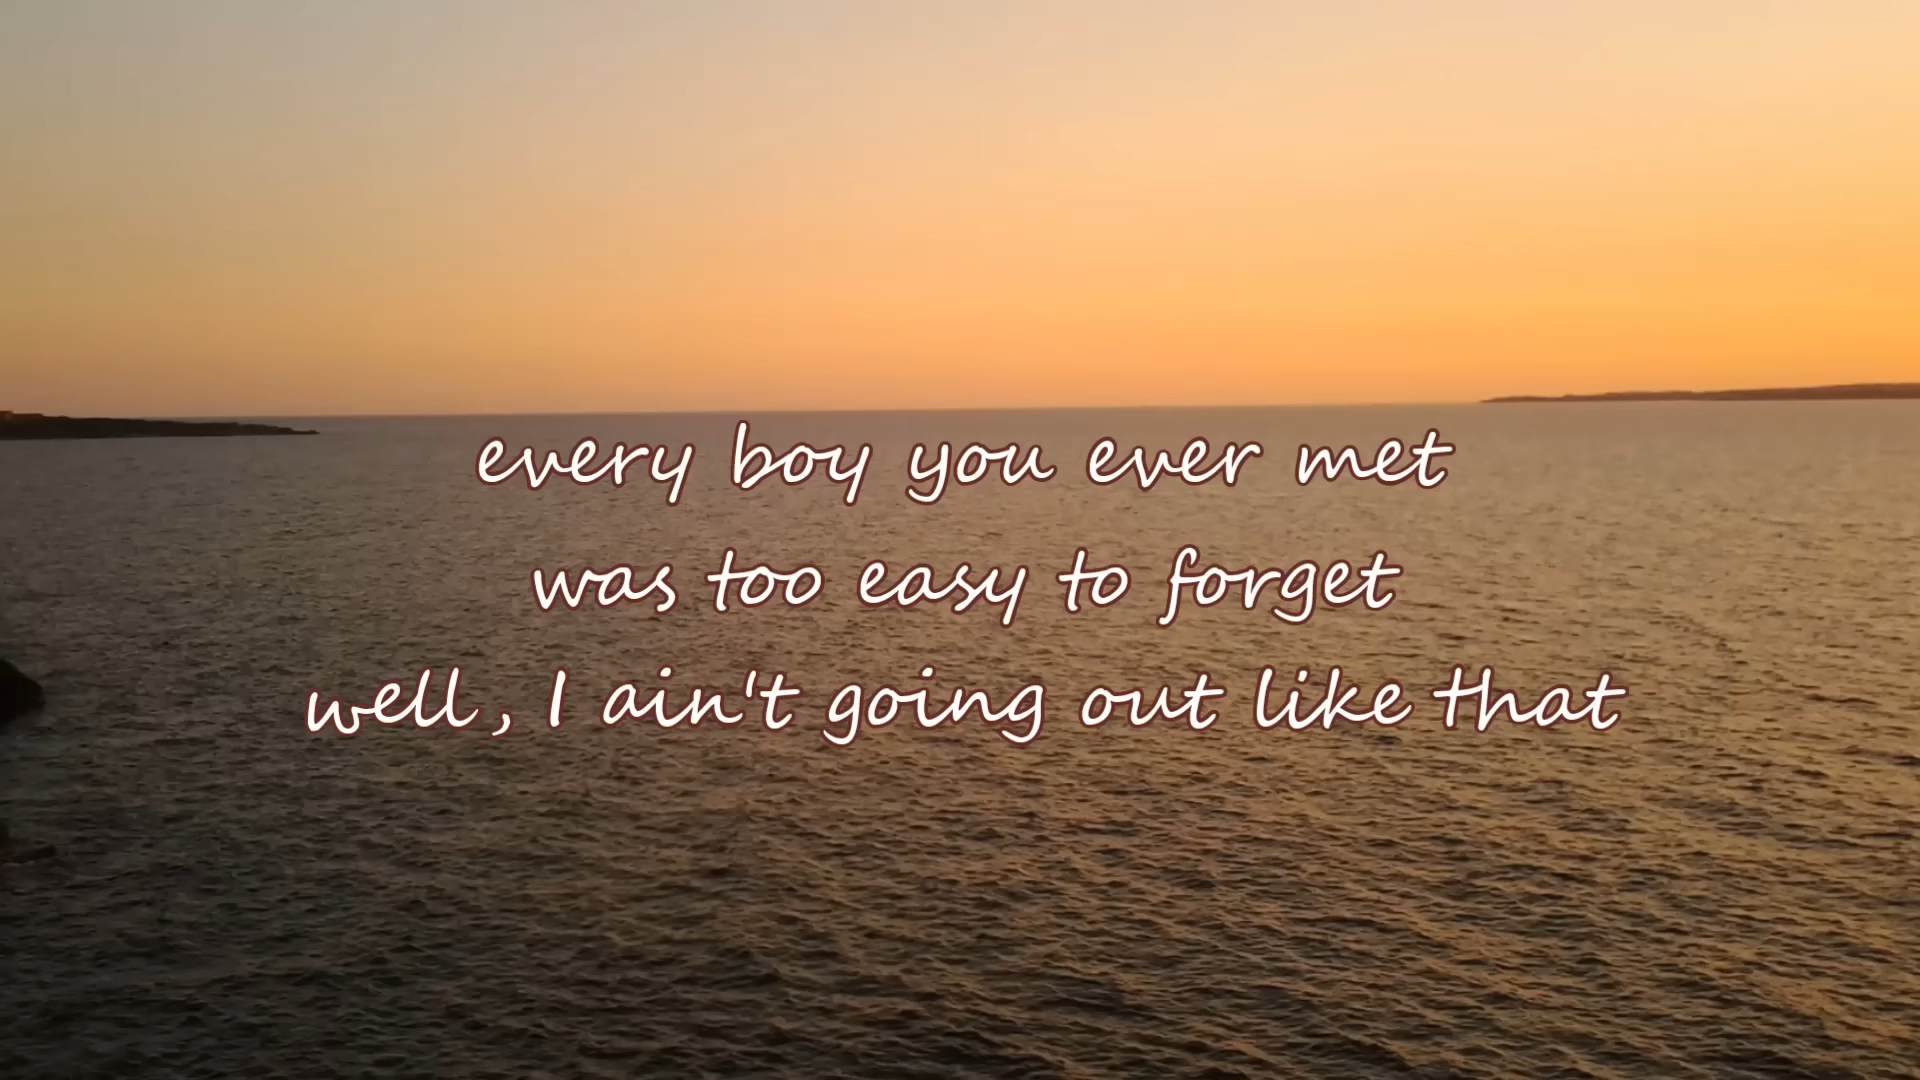 every boy you ever met
was too easy to forget
well, I ain't going out like that